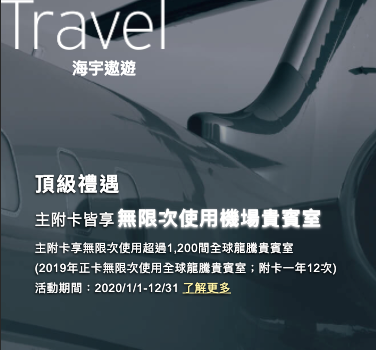 Travel
海宇遨遊
頂級禮遇
主附卡皆享無限次使用機場貴賓室
主附卡享無限次使用超過1,200間全球龍騰貴賓室
(2019年正卡無限次使用全球龍騰貴賓室；附卡一年12次)
活動期間：2020/1/1-12/31 了解更多